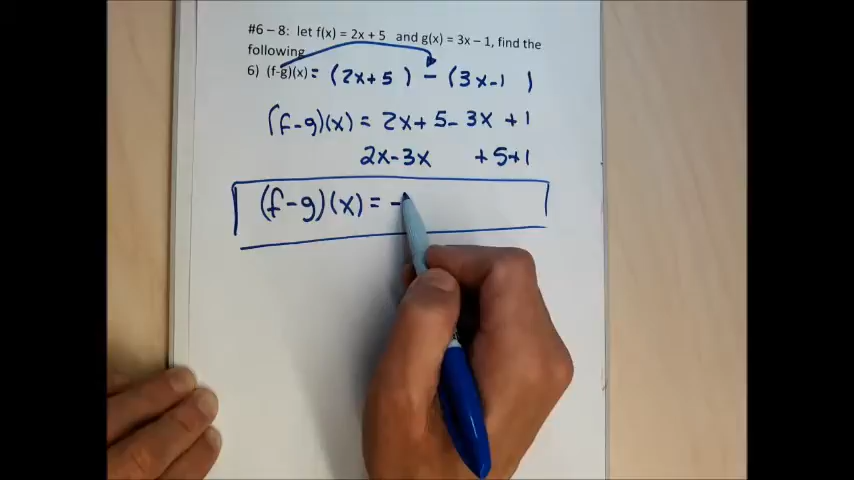 #6 – 8: let f(x) = 2x + 5 and g(x) = 3x – 1, find the
following
6) (f-g)(x) = (2x+5) - (3x-1)
(f-g)(x) = 2x+5-3x+1
2x-3x +5+1
(f-g)(x) = -